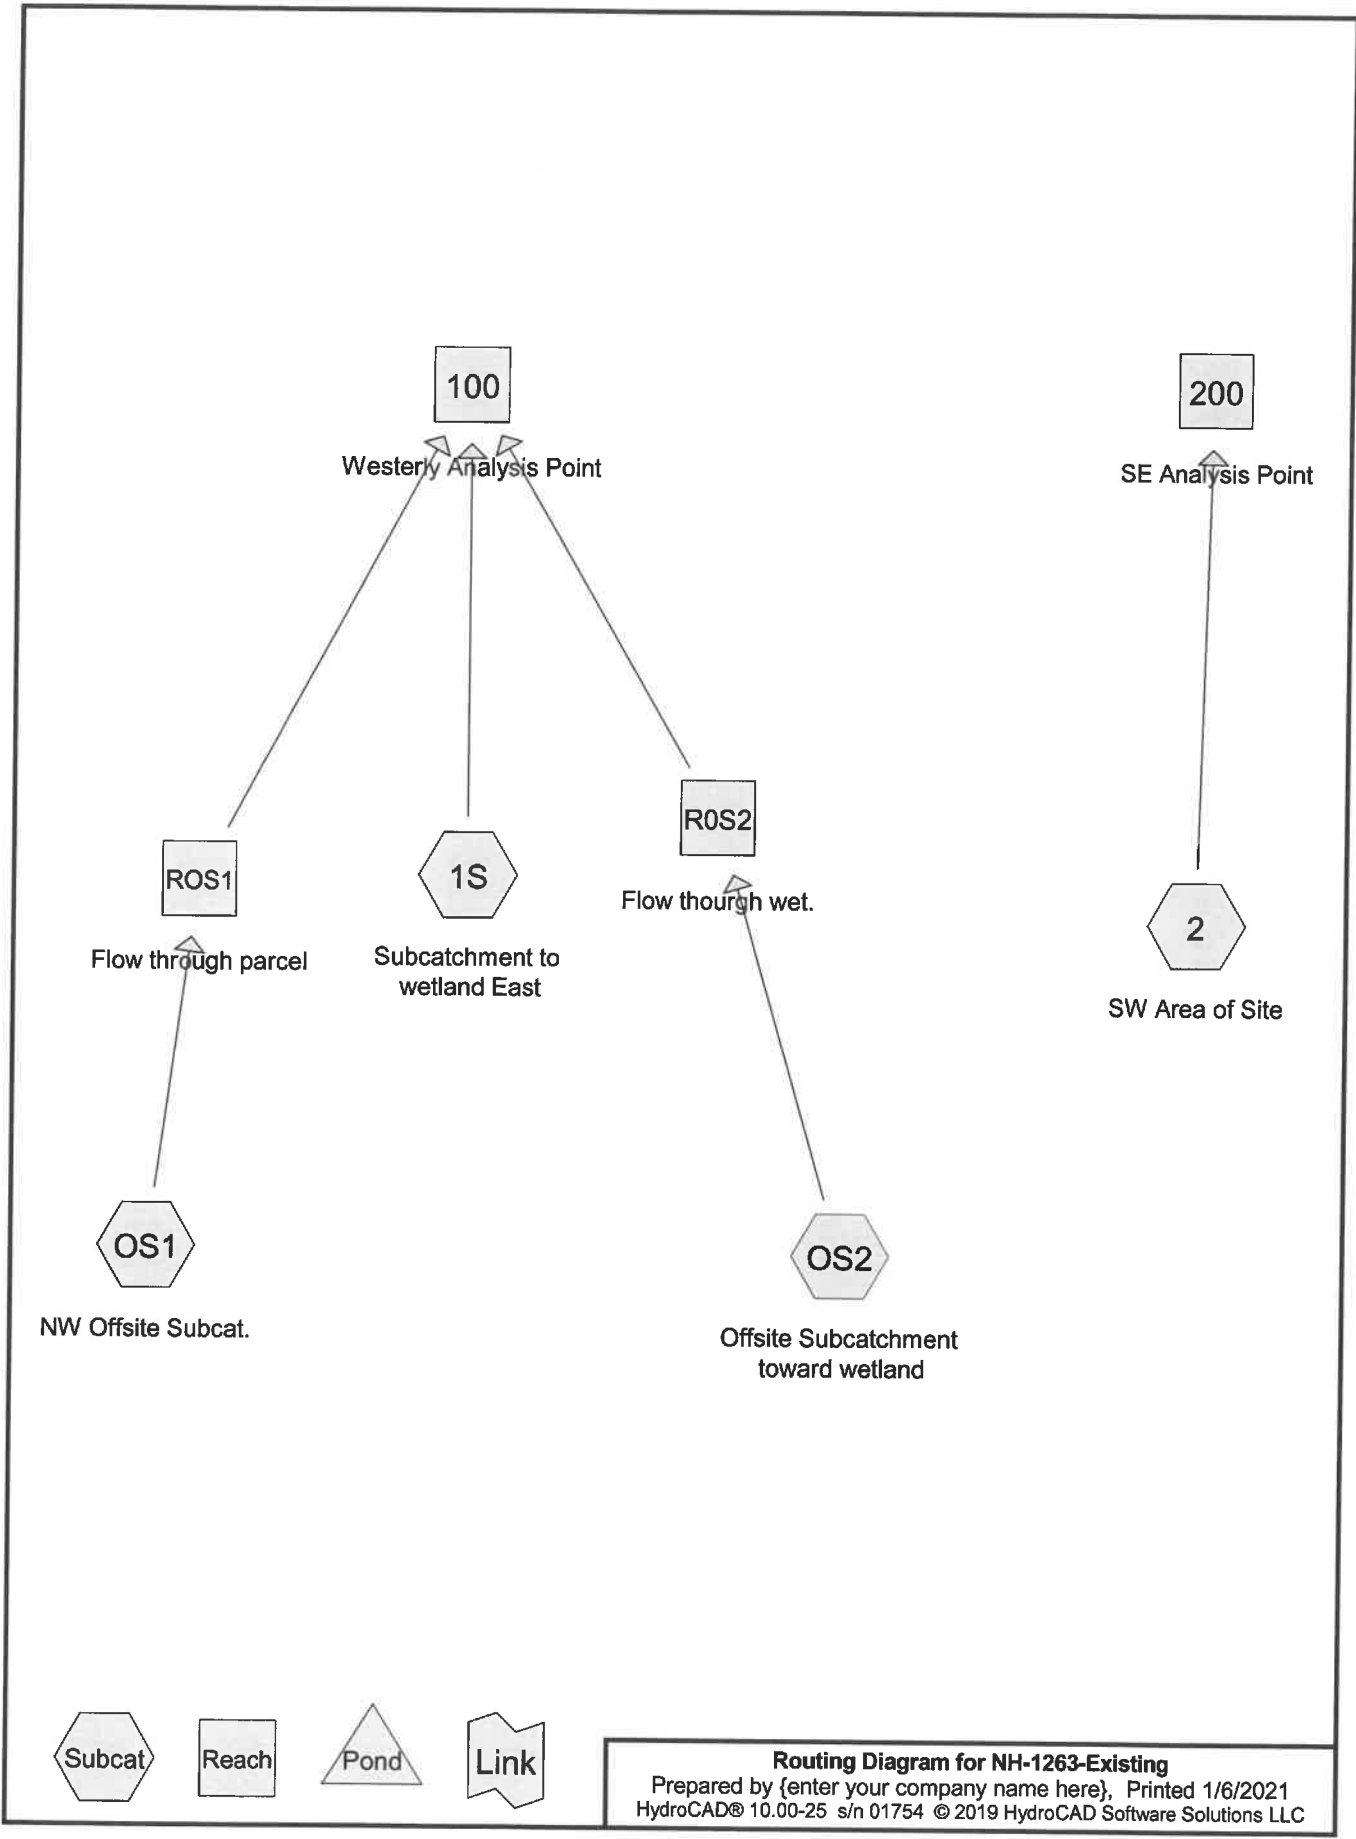 100
Westerly Analysis Point
200
SE Analysis Point
ROS1
Flow through parcel
1S
Subcatchment to
wetland East
R0S2
Flow thourgh wet.
2
SW Area of Site
OS1
NW Offsite Subcat.
OS2
Offsite Subcatchment
toward wetland
Subcat
Reach
Pond
Link
Routing Diagram for NH-1263-Existing
Prepared by {enter your company name here}, Printed 1/6/2021
HydroCAD® 10.00-25 s/n 01754 © 2019 HydroCAD Software Solutions LLC